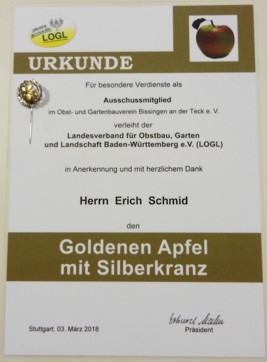 LOGL
URKUNDE
Für besondere Verdienste als
Ausschussmitglied
im Obst- und Gartenbauverein Bissingen an der Teck e. V.
verleiht der
Landesverband für Obstbau, Garten
und Landschaft Baden-Württemberg e.V. (LOGL)
in Anerkennung und mit herzlichem Dank
Herrn Erich Schmid
den
Goldenen Apfel
mit Silberkranz
Stuttgart, 03. März 2018
Präsident